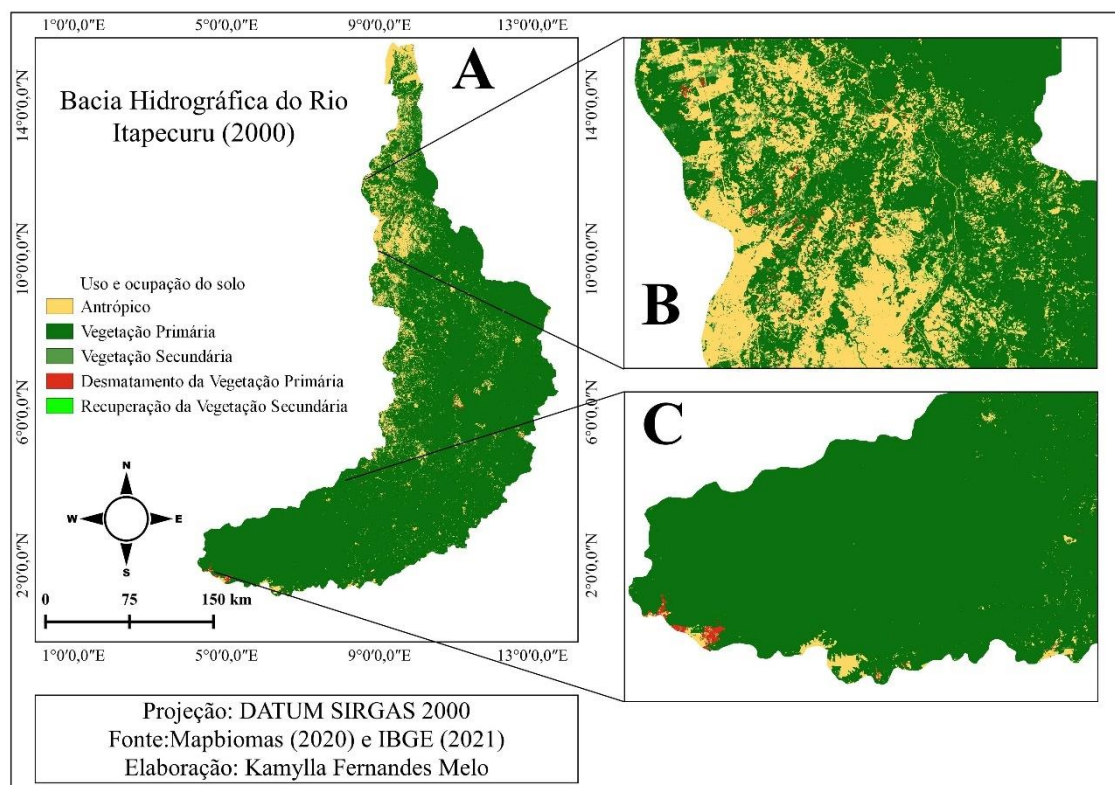 1°0'0,0"E 5°0'0,0"E 9°0'0,0"E 13°0'0,0"E
A
Bacia Hidrográfica do Rio
Itapecuru (2000)
14°0'0,0"N
14°0'0,0"N
10°0'0,0"N
10°0'0,0"N
6°0'0,0"N
6°0'0,0"N
2°0'0,0"N
2°0'0,0"N
Uso e ocupação do solo
Antrópico
Vegetação Primária
Vegetação Secundária
Desmatamento da Vegetação Primária
Recuperação da Vegetação Secundária
N
W E
S
0 75 150 km
1°0'0,0"E 5°0'0,0"E 9°0'0,0"E 13°0'0,0"E
B
C
Projeção: DATUM SIRGAS 2000
Fonte:Mapbiomas (2020) e IBGE (2021)
Elaboração: Kamylla Fernandes Melo